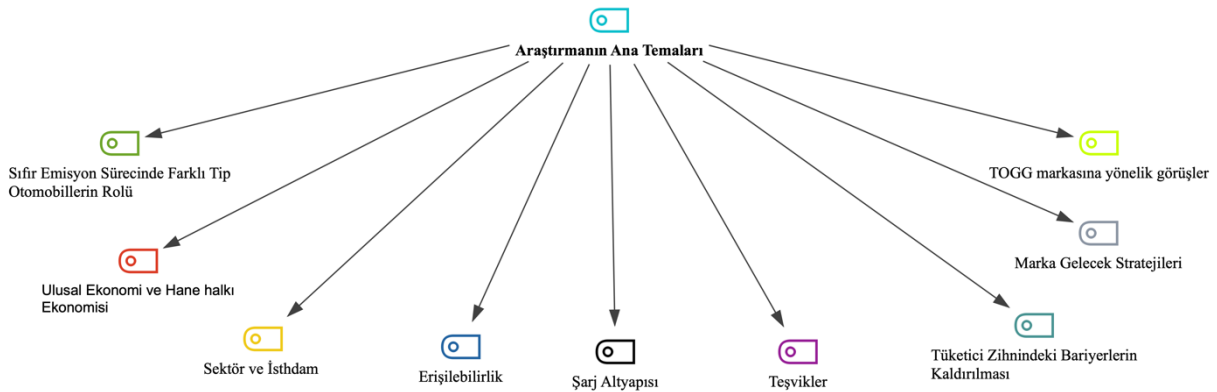 Araştırmanın Ana Temaları
Sıfır Emisyon Sürecinde Farklı Tip
Otomobillerin Rolü
TOGG markasına yönelik görüşler
Ulusal Ekonomi ve Hane halkı
Ekonomisi
Marka Gelecek Stratejileri
Sektör ve İsthdam
Erişilebilirlik
Şarj Altyapısı
Teşvikler
Tüketici Zihnindeki Bariyerlerin
Kaldırılması